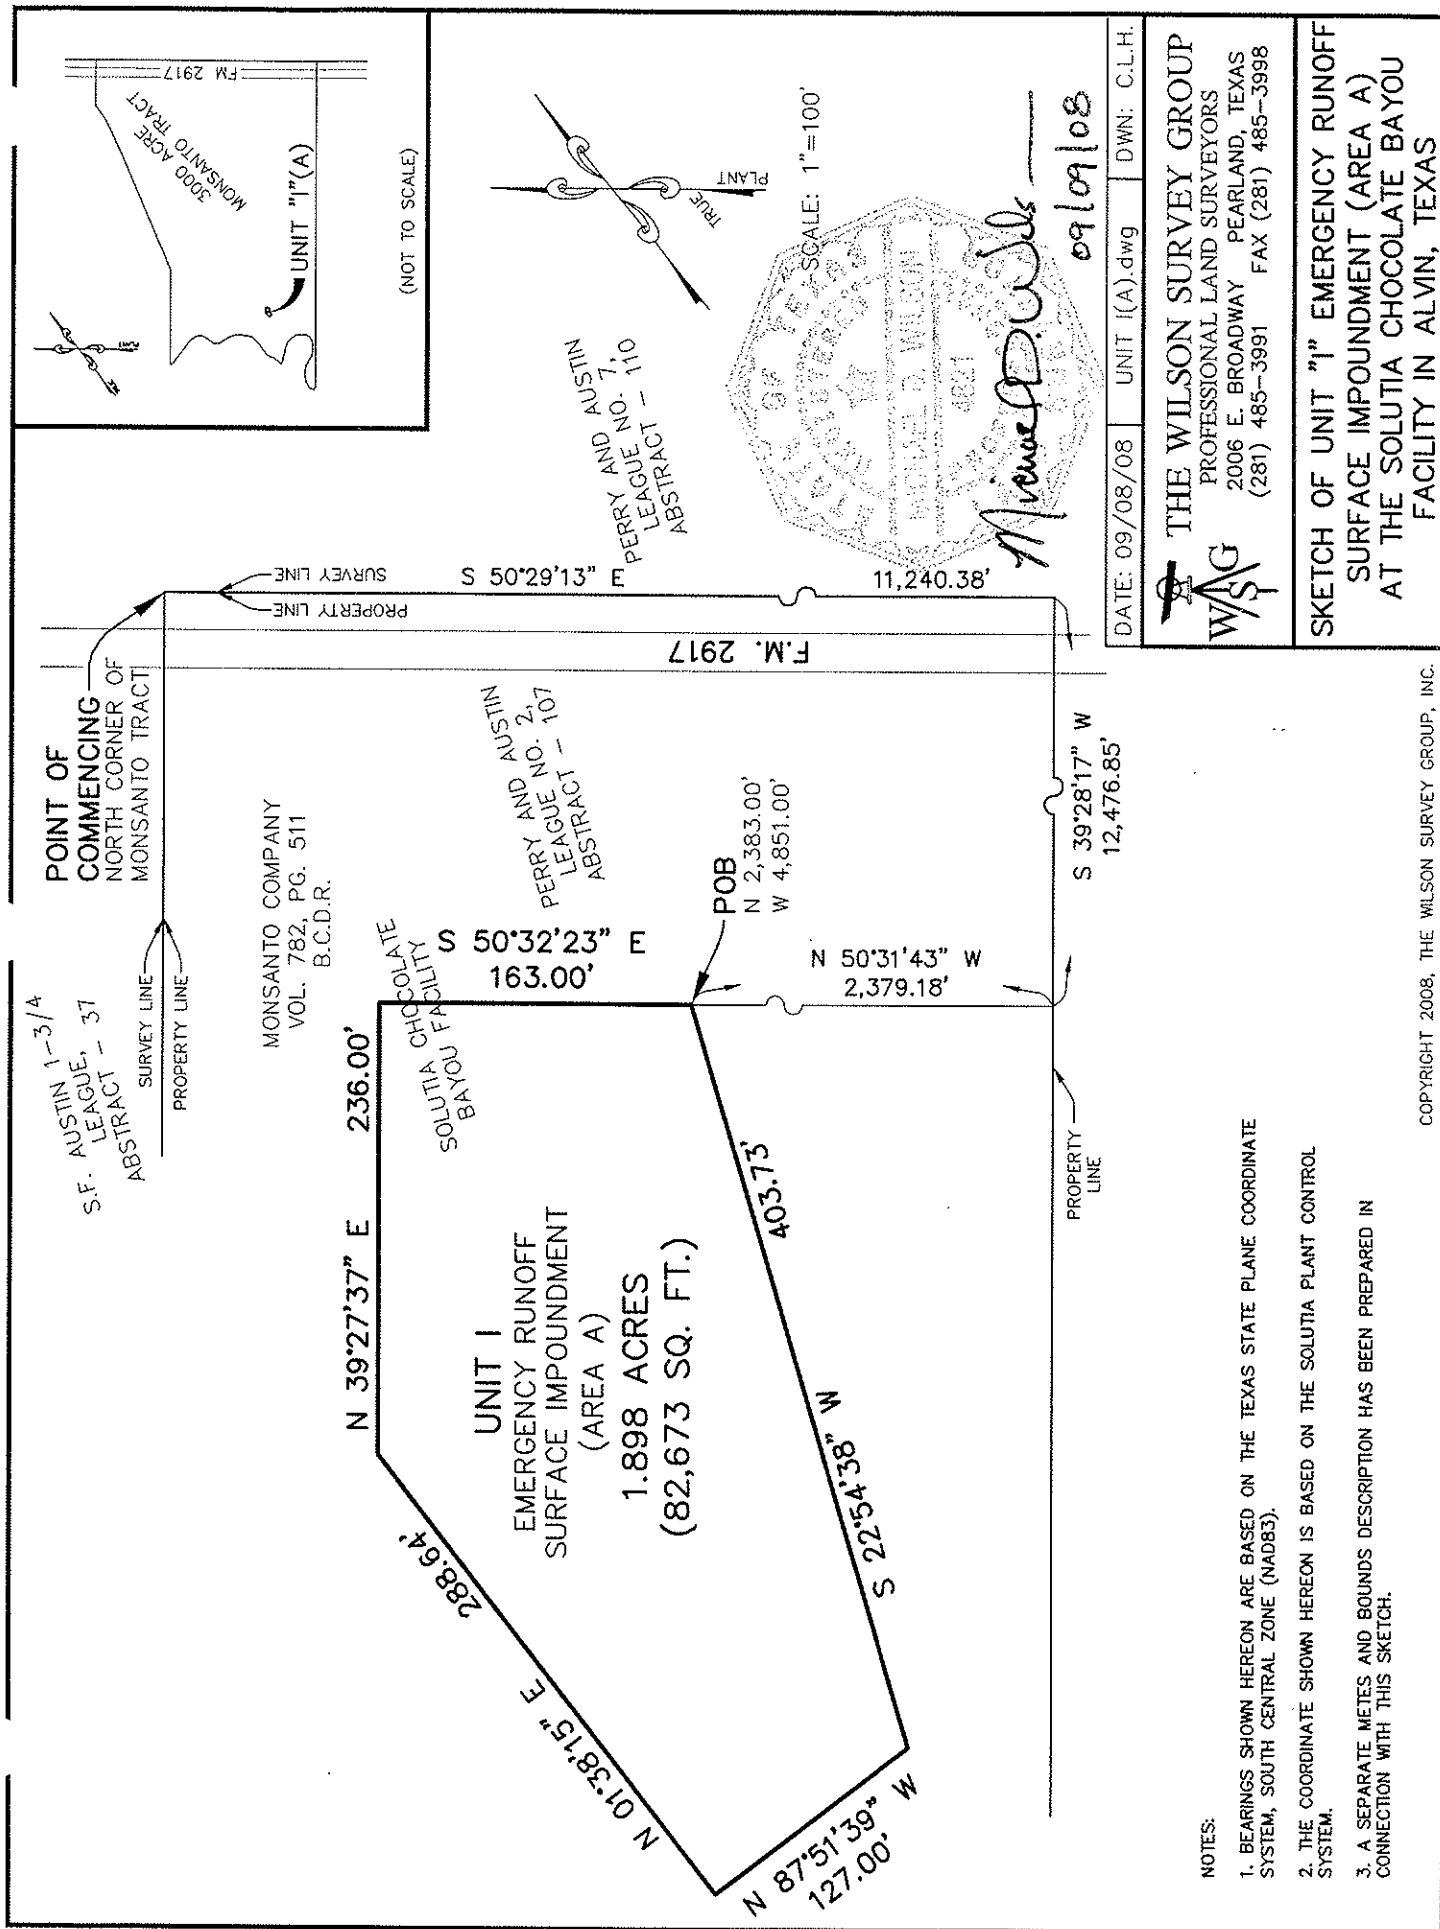 POINT OF
COMMENCING
NORTH CORNER OF
MONSANTO TRACT
S.F. AUSTIN 1-3/4
LEAGUE,
ABSTRACT - 37
SURVEY LINE
PROPERTY LINE
MONSANTO COMPANY
VOL. 782, PG. 511
B.C.D.R.
SOLUTIA CHOCOLATE
BAYOU FACILITY
N 39°27'37" E 236.00'
S 50°32'23" E
163.00'
PERRY AND AUSTIN
LEAGUE NO. 2,
ABSTRACT - 107
288.64'
N 01°38'15" E
UNIT I
EMERGENCY RUNOFF
SURFACE IMPOUNDMENT
(AREA A)
1.898 ACRES
(82,673 SQ. FT.)
POB
N 2,383.00'
W 4,851.00'
403.73'
S 22°54'38" W
N 87°51'39" W
127.00'
N 50°31'43" W
2,379.18'
S 39°28'17" W
12,476.85'
PROPERTY
LINE
F.M. 2917
SURVEY LINE
PROPERTY LINE
S 50°29'13" E
11,240.38'
PERRY AND AUSTIN
LEAGUE NO. 7,
ABSTRACT - 110
FM 2917
3000 ACRE
MONSANTO TRACT
UNIT "I"(A)
PLANT
(NOT TO SCALE)
TRUE
PLANT
SCALE: 1"=100'
STATE OF TEXAS
REGISTERED
MICHAEL D. WILSON
4821
09/09/08
DATE: 09/08/08
UNIT I(A).dwg
DWN: C.L.H.
WSG
THE WILSON SURVEY GROUP
PROFESSIONAL LAND SURVEYORS
2006 E. BROADWAY PEARLAND, TEXAS
(281) 485-3991 FAX (281) 485-3998
SKETCH OF UNIT "I" EMERGENCY RUNOFF
SURFACE IMPOUNDMENT (AREA A)
AT THE SOLUTIA CHOCOLATE BAYOU
FACILITY IN ALVIN, TEXAS
NOTES:
1. BEARINGS SHOWN HEREON ARE BASED ON THE TEXAS STATE PLANE COORDINATE
SYSTEM, SOUTH CENTRAL ZONE (NAD83).
2. THE COORDINATE SHOWN HEREON IS BASED ON THE SOLUTIA PLANT CONTROL
SYSTEM.
3. A SEPARATE METES AND BOUNDS DESCRIPTION HAS BEEN PREPARED IN
CONNECTION WITH THIS SKETCH.
COPYRIGHT 2008, THE WILSON SURVEY GROUP, INC.